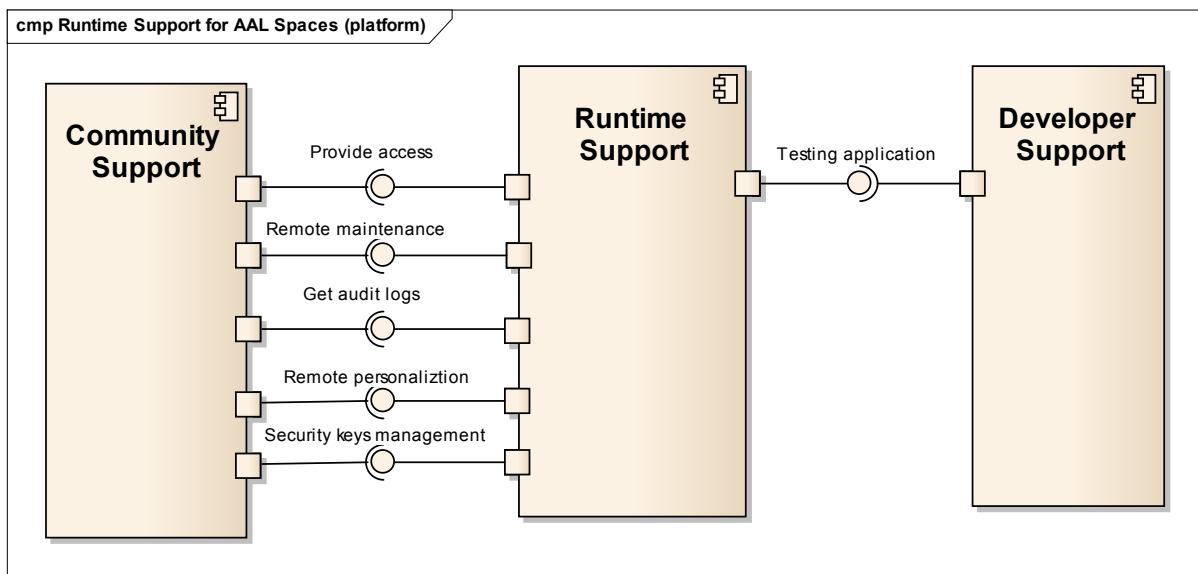 cmp Runtime Support for AAL Spaces (platform)
Community
Support
Runtime
Support
Developer
Support
Provide access
Testing application
Remote maintenance
Get audit logs
Remote personaliztion
Security keys management